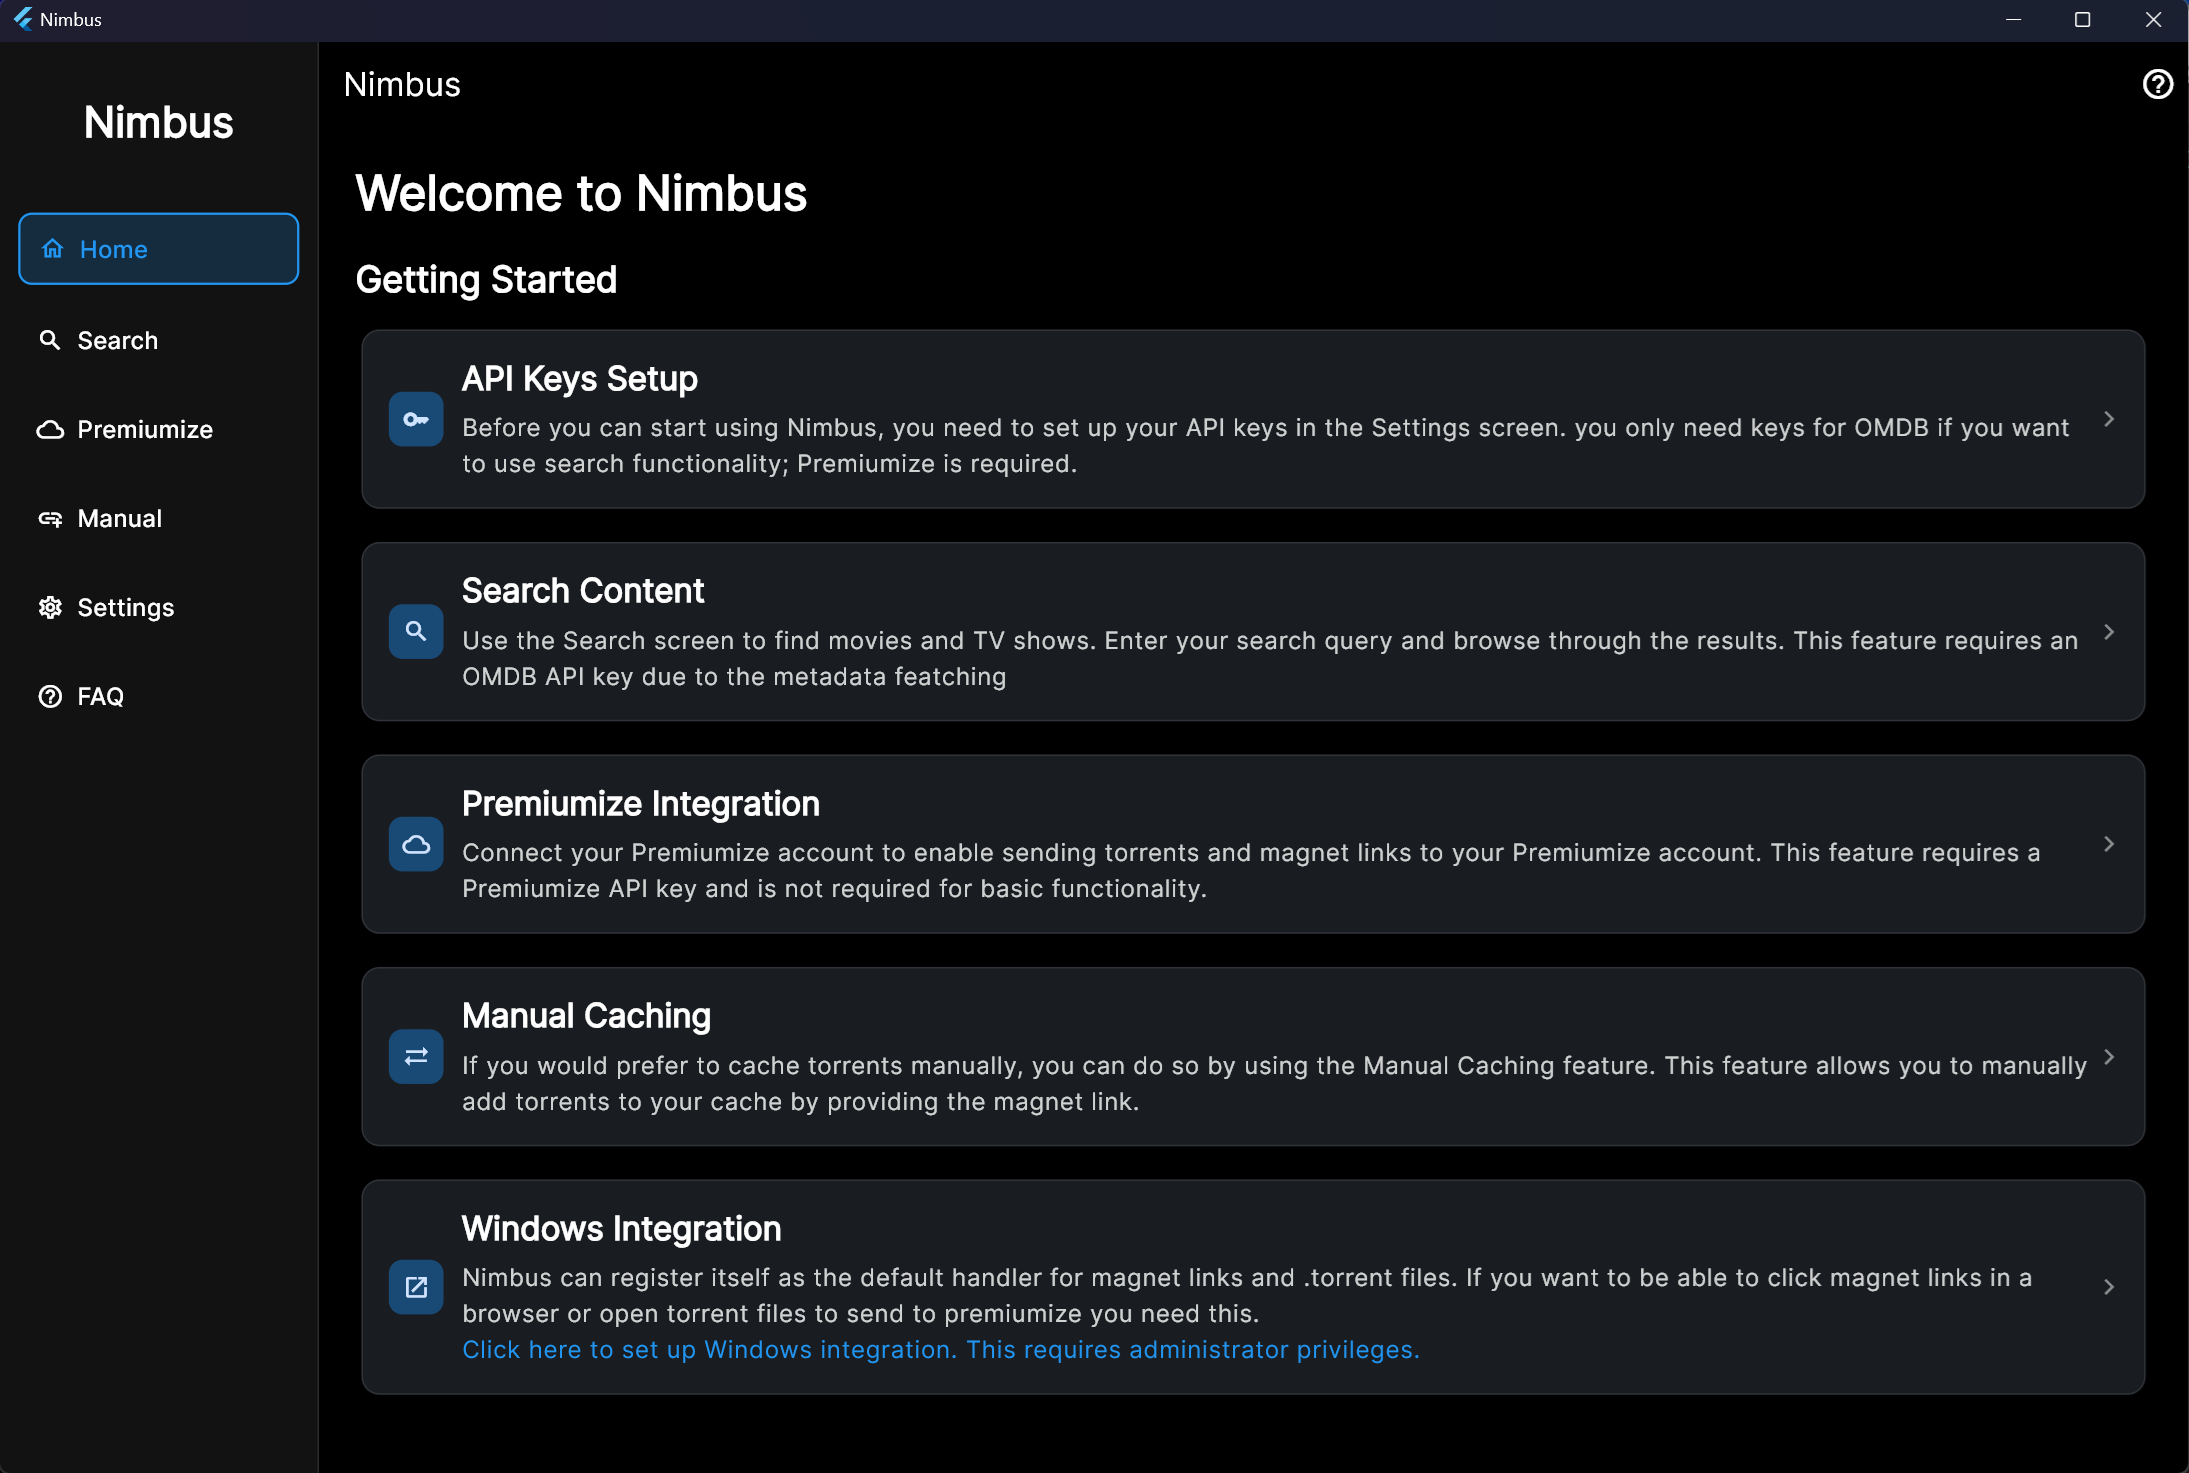 Nimbus
Nimbus
Nimbus
Home
Search
Premiumize
Manual
Settings
FAQ
Welcome to Nimbus
Getting Started
API Keys Setup
Before you can start using Nimbus, you need to set up your API keys in the Settings screen. you only need keys for OMDB if you want
to use search functionality; Premiumize is required.
Search Content
Use the Search screen to find movies and TV shows. Enter your search query and browse through the results. This feature requires an
OMDB API key due to the metadata featching
Premiumize Integration
Connect your Premiumize account to enable sending torrents and magnet links to your Premiumize account. This feature requires a
Premiumize API key and is not required for basic functionality.
Manual Caching
If you would prefer to cache torrents manually, you can do so by using the Manual Caching feature. This feature allows you to manually
add torrents to your cache by providing the magnet link.
Windows Integration
Nimbus can register itself as the default handler for magnet links and .torrent files. If you want to be able to click magnet links in a
browser or open torrent files to send to premiumize you need this.
Click here to set up Windows integration. This requires administrator privileges.